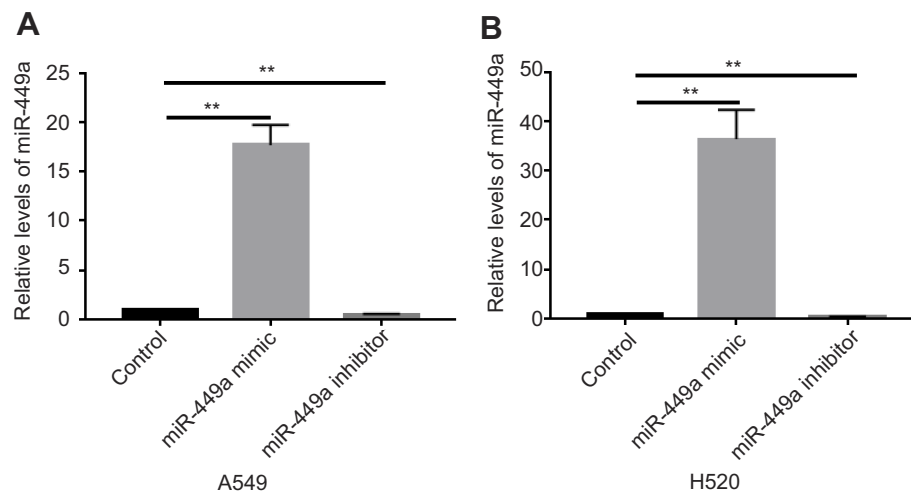 A
Relative levels of miR-449a
25
20
15
10
5
0
**
**
Control
miR-449a mimic
miR-449a inhibitor
A549
B
Relative levels of miR-449a
50
40
30
20
10
0
**
**
Control
miR-449a mimic
miR-449a inhibitor
H520